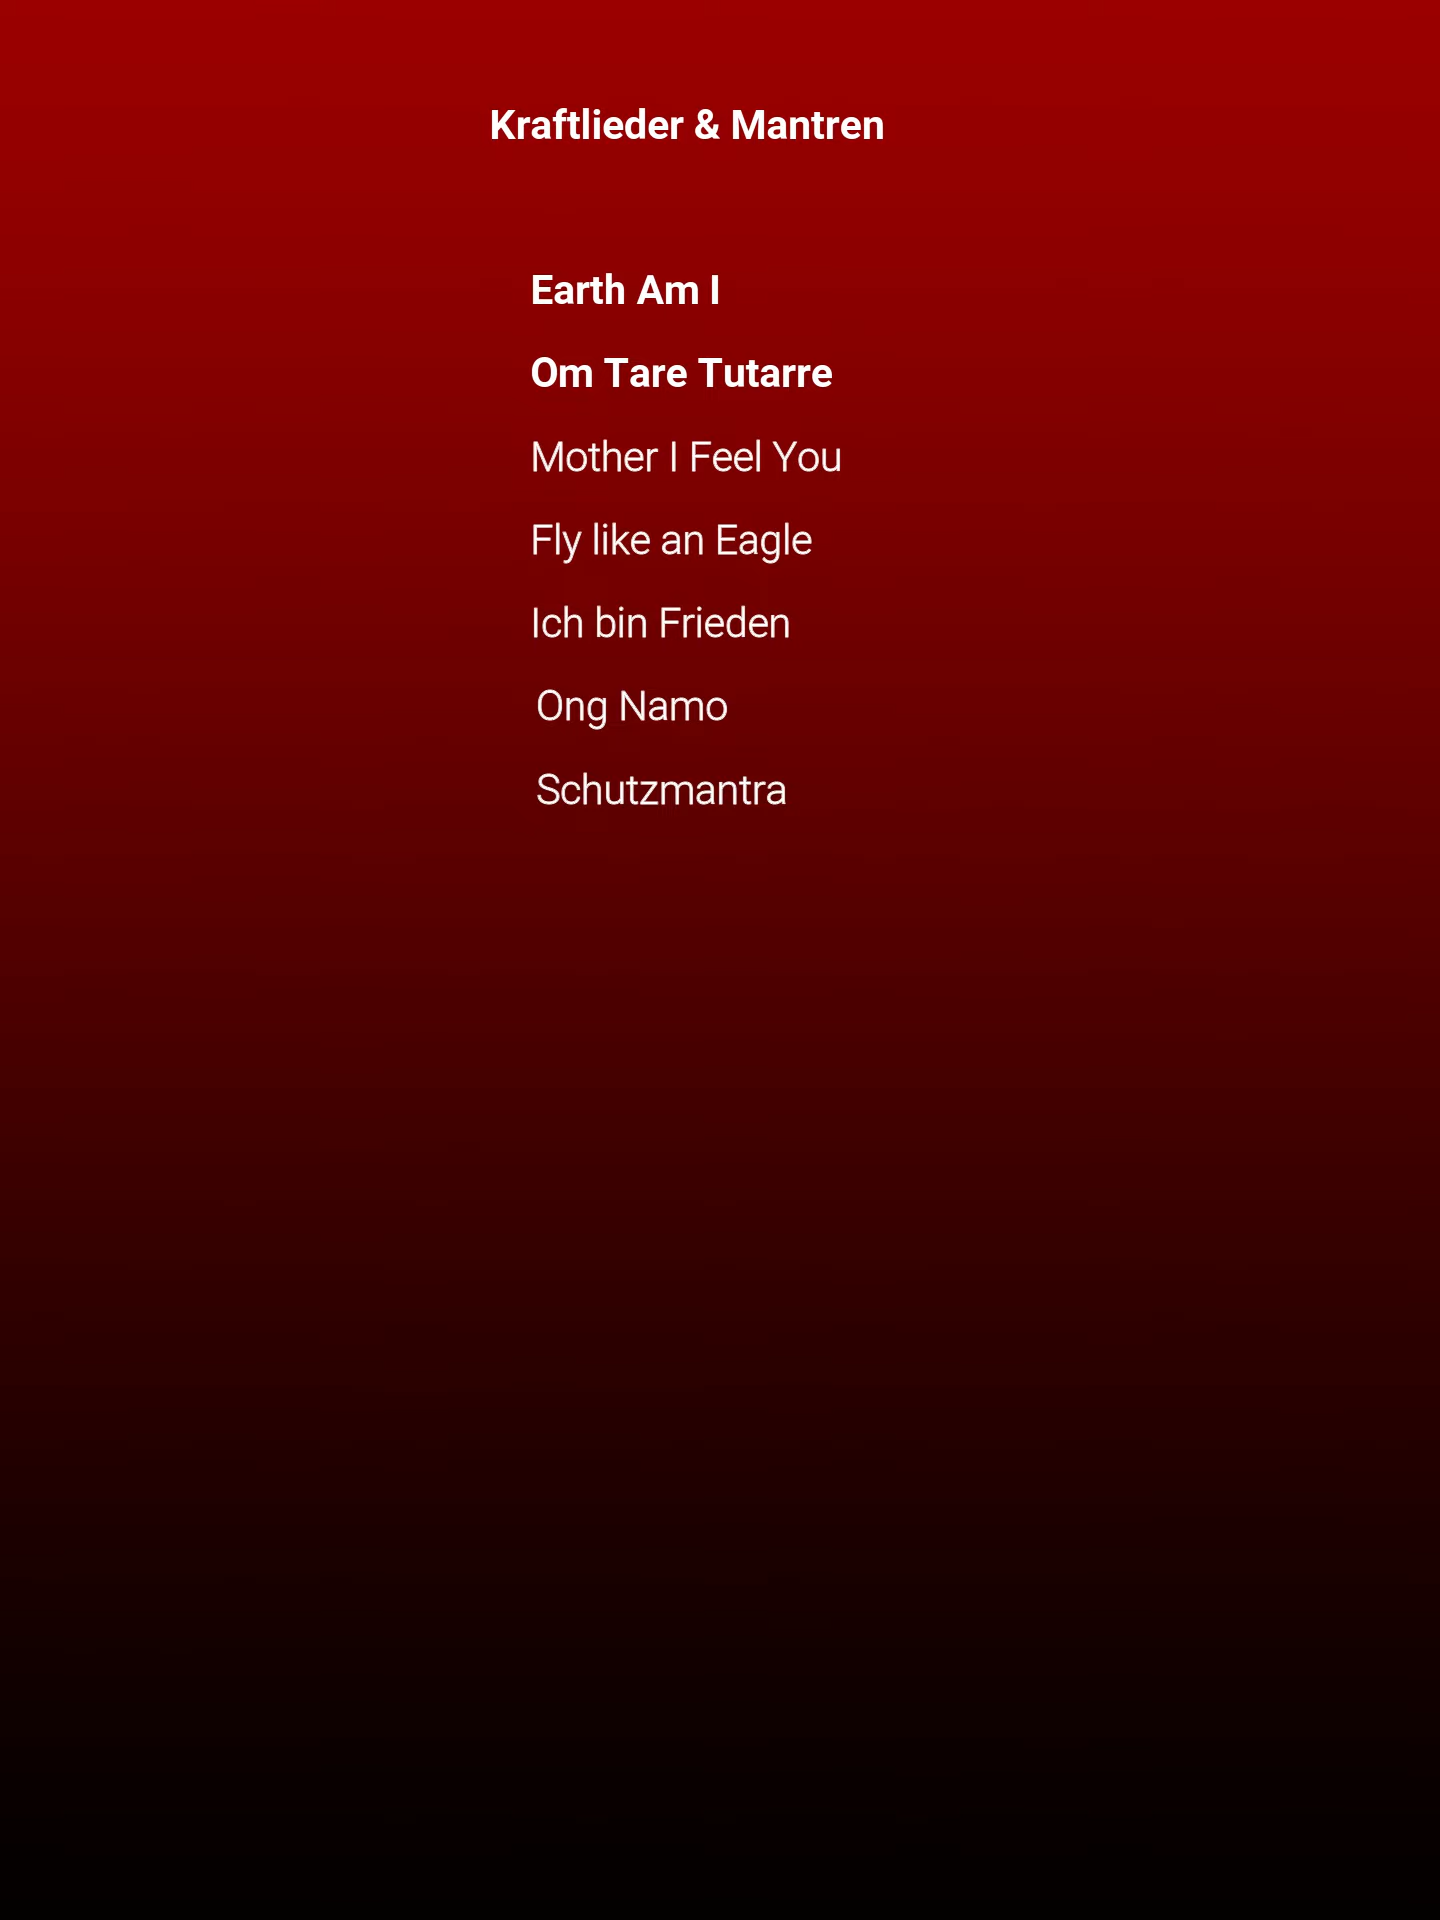 Kraftlieder & Mantren
Earth Am I
Om Tare Tutarre
Mother I Feel You
Fly like an Eagle
Ich bin Frieden
Ong Namo
Schutzmantra